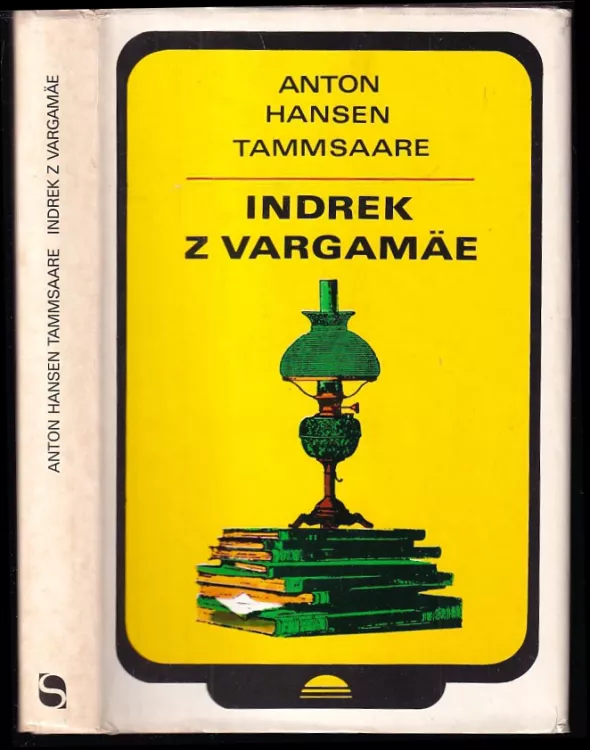 ANTON HANSEN TAMMSAARE INDREK Z VARGAMÄE
S
ANTON
HANSEN
TAMMSAARE
INDREK
Z VARGAMÄE